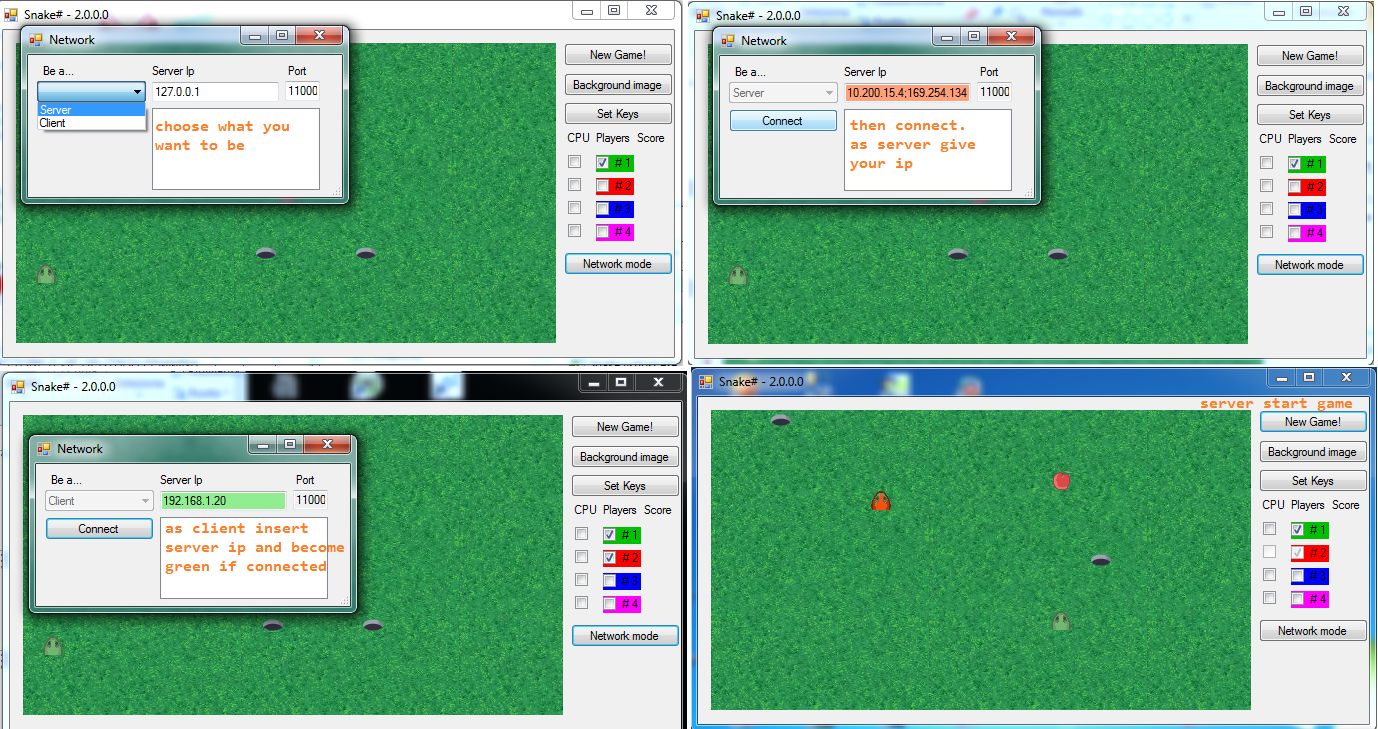 Snake# - 2.0.0.0
Network
Be a... Server Ip Port
127.0.0.1 11000
Server
Client
choose what you
want to be
New Game!
Background image
Set Keys
CPU Players Score
# 1
# 2
# 3
# 4
Network mode
Snake# - 2.0.0.0
Network
Be a... Server Ip Port
Server 10.200.15.4;169.254.134 11000
Connect
then connect.
as server give
your ip
New Game!
Background image
Set Keys
CPU Players Score
# 1
# 2
# 3
# 4
Network mode
Snake# - 2.0.0.0
Network
Be a... Server Ip Port
Client 192.168.1.20 11000
Connect
as client insert
server ip and become
green if connected
New Game!
Background image
Set Keys
CPU Players Score
# 1
# 2
# 3
# 4
Network mode
Snake# - 2.0.0.0
server start game
New Game!
Background image
Set Keys
CPU Players Score
# 1
# 2
# 3
# 4
Network mode